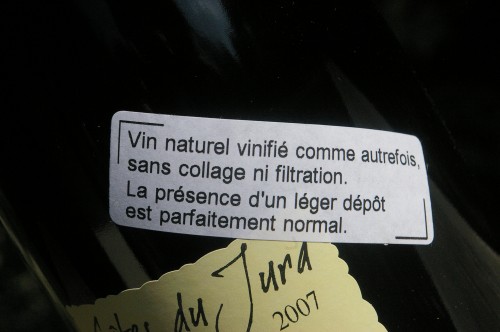 Vin naturel vinifié comme autrefois,
sans collage ni filtration.
La présence d'un léger dépôt
est parfaitement normal.
du Jura
2007